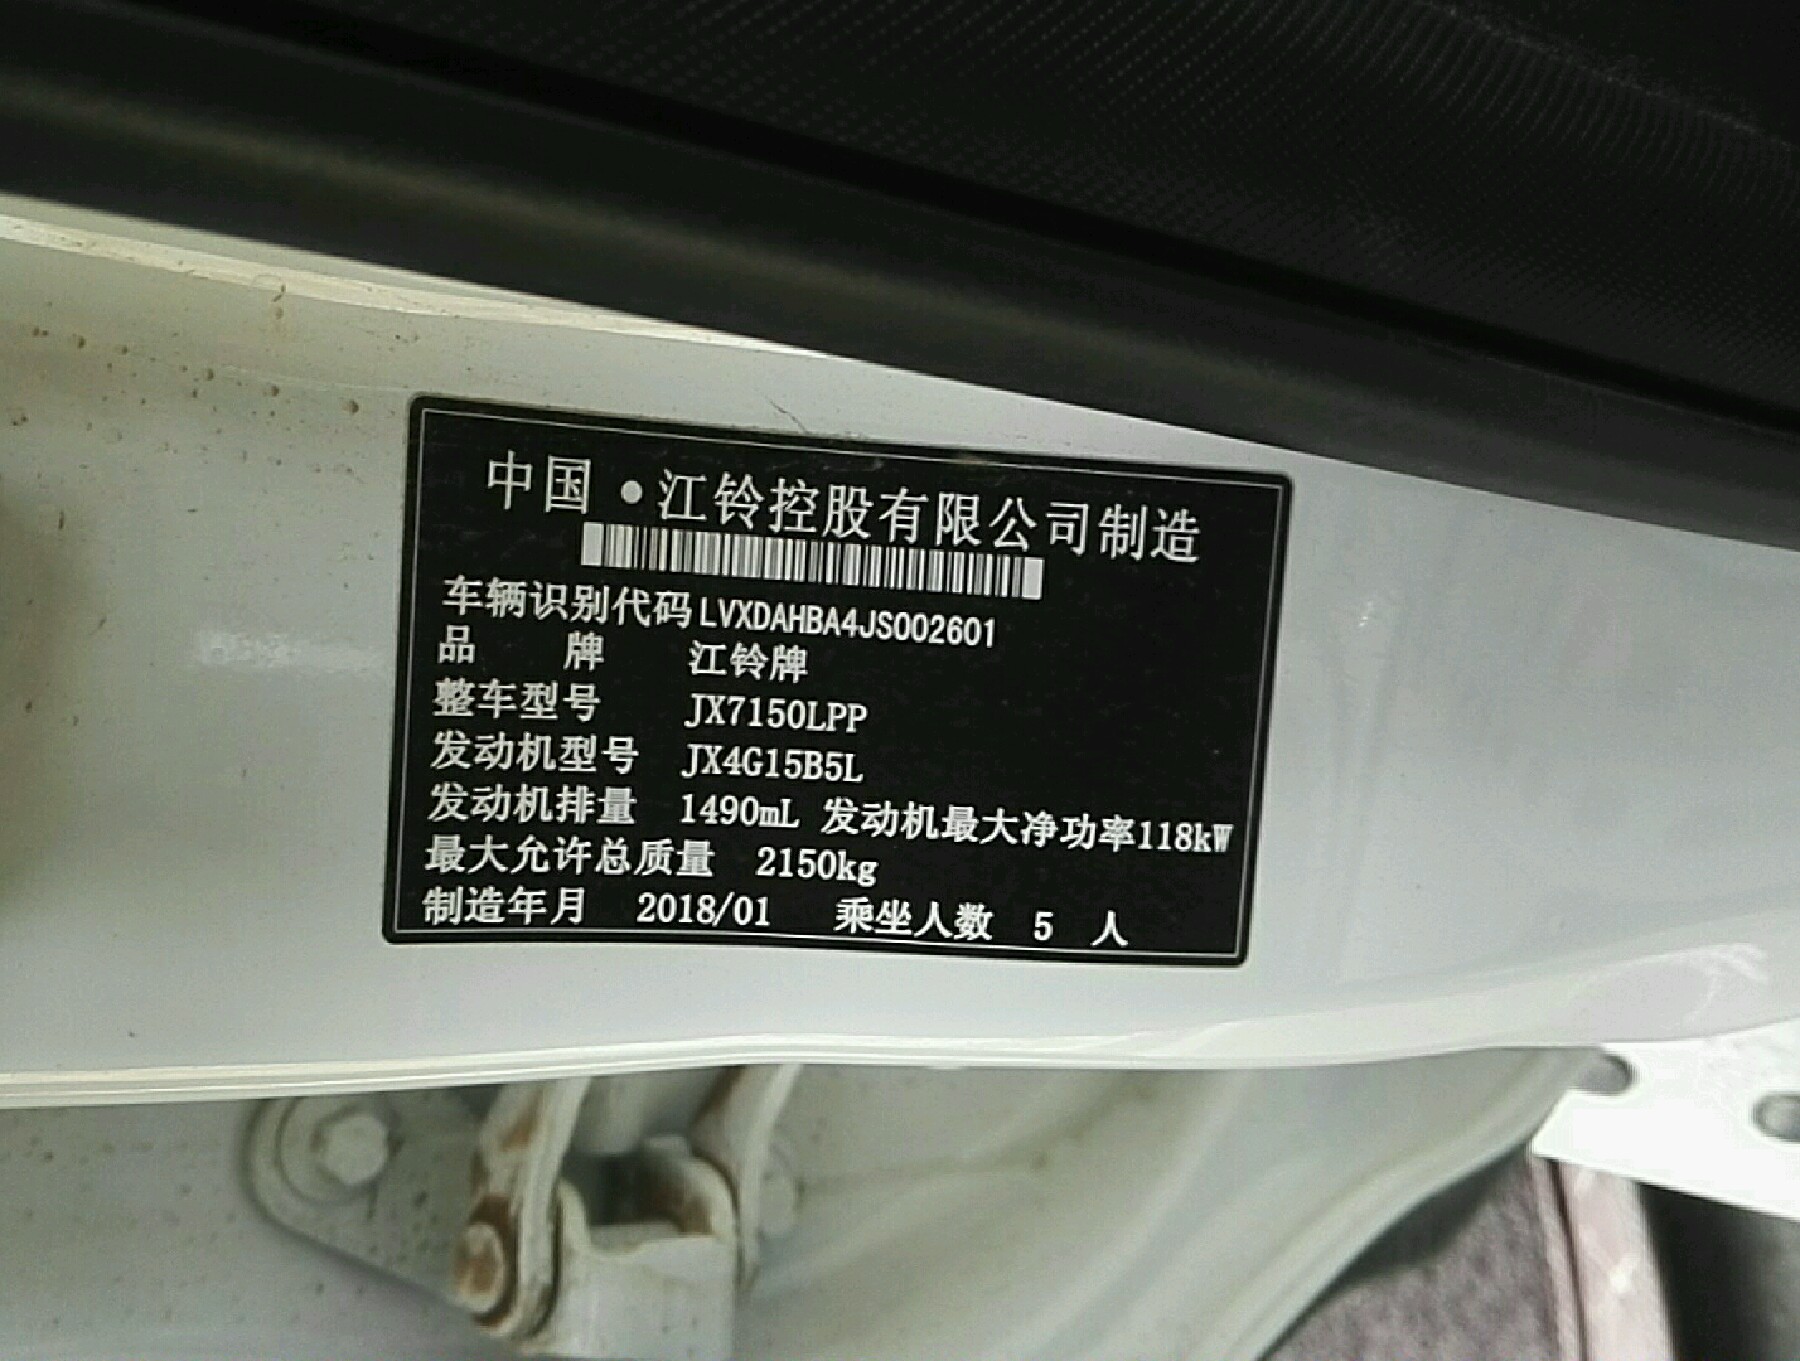 中国·江铃控股有限公司制造
车辆识别代码 LVXDAHBA4JS002601
品 牌 江铃牌
整车型号 JX7150LPP
发动机型号 JX4G15B5L
发动机排量 1490mL 发动机最大净功率118kW
最大允许总质量 2150kg
制造年月 2018/01 乘坐人数 5 人